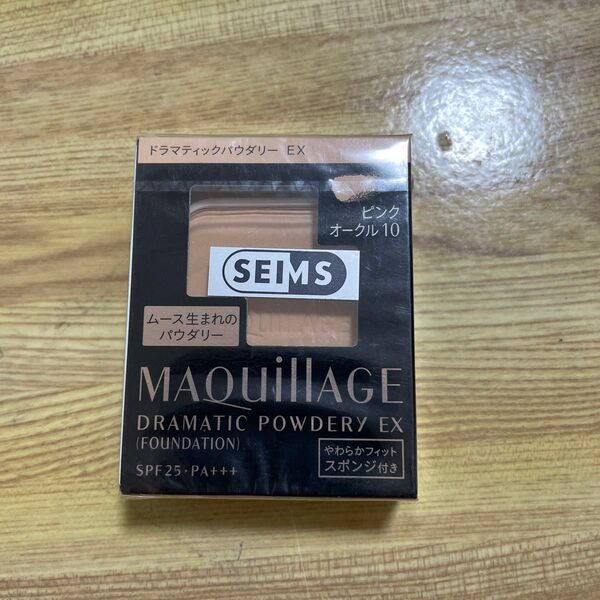 ドラマティックパウダリー EX
ピンク
オークル10
SEIMS
ムース生まれの
パウダリー
MAQuillAGE
DRAMATIC POWDERY EX
(FOUNDATION)
やわらかフィット
スポンジ付き
SPF25・PA+++